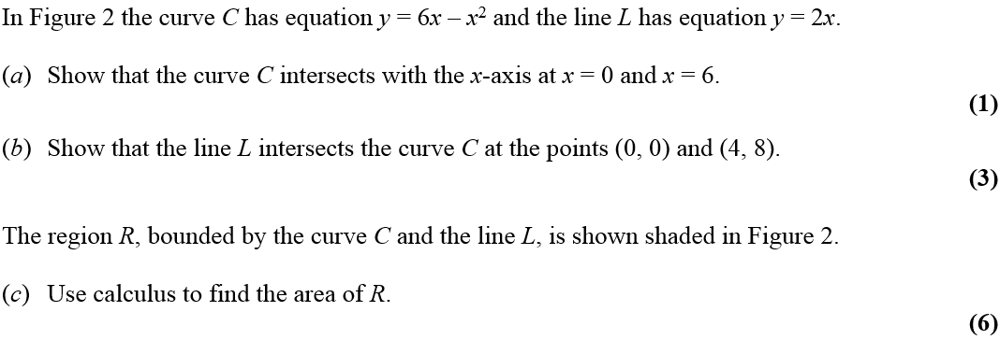 In Figure 2 the curve C has equation y = 6x – x² and the line L has equation y = 2x.
(a) Show that the curve C intersects with the x-axis at x = 0 and x = 6.
(1)
(b) Show that the line L intersects the curve C at the points (0, 0) and (4, 8).
(3)
The region R, bounded by the curve C and the line L, is shown shaded in Figure 2.
(c) Use calculus to find the area of R.
(6)